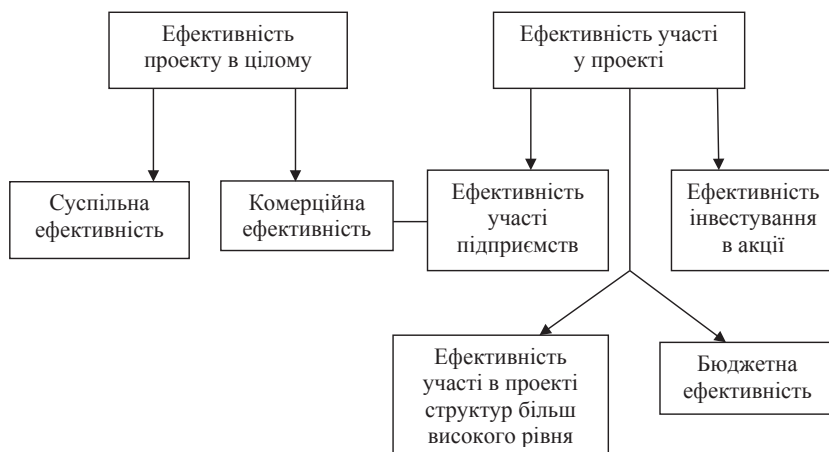 Ефективність
проекту в цілому
Ефективність участі
у проекті
Суспільна
ефективність
Комерційна
ефективність
Ефективність
участі
підприємств
Ефективність
інвестування
в акції
Ефективність
участі в проекті
структур більш
високого рівня
Бюджетна
ефективність